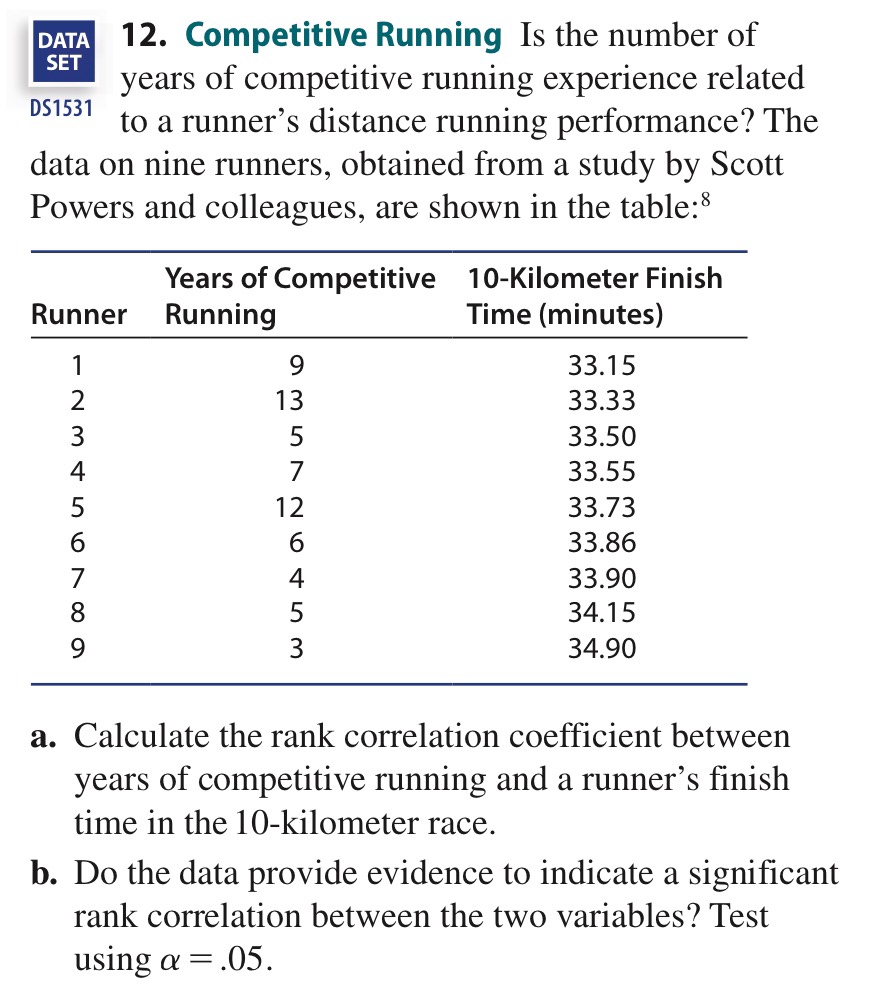 DATA
SET
DS1531
12. Competitive Running Is the number of
years of competitive running experience related
to a runner's distance running performance? The
data on nine runners, obtained from a study by Scott
Powers and colleagues, are shown in the table:⁸
Years of Competitive 10-Kilometer Finish
Runner Running Time (minutes)
1 9 33.15
2 13 33.33
3 5 33.50
4 7 33.55
5 12 33.73
6 6 33.86
7 4 33.90
8 5 34.15
9 3 34.90
a. Calculate the rank correlation coefficient between
years of competitive running and a runner's finish
time in the 10-kilometer race.
b. Do the data provide evidence to indicate a significant
rank correlation between the two variables? Test
using α = .05.